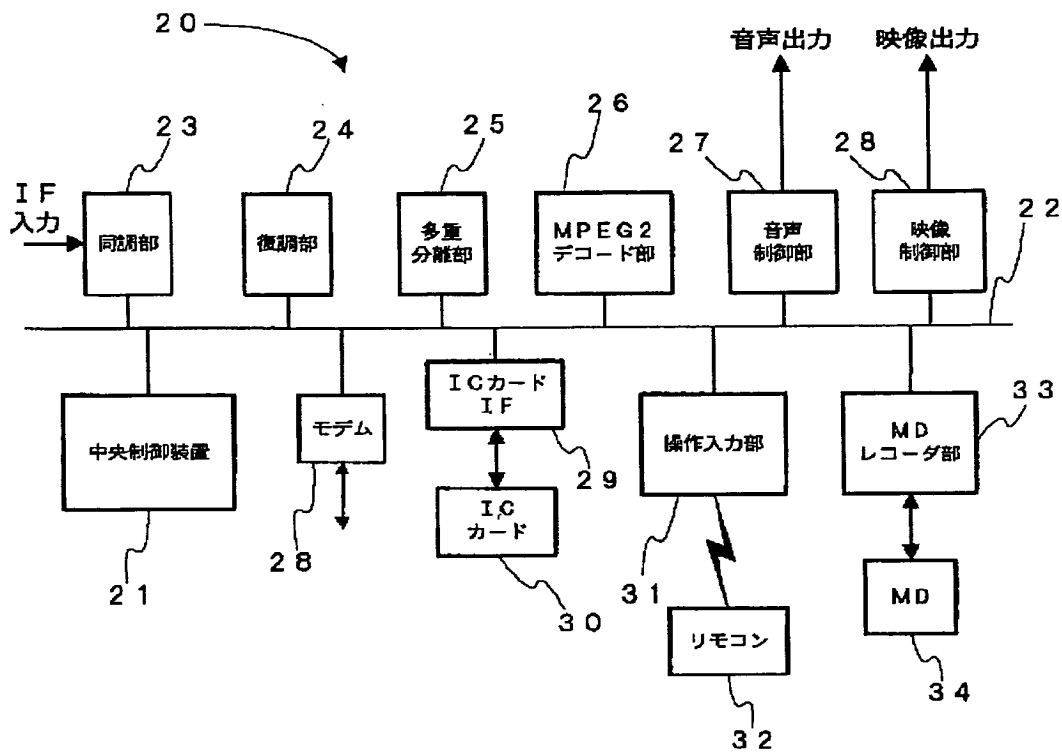 ２０
音声出力
映像出力
２３
２４
２５
２６
２７
２８
２２
ＩＦ
入力
同調部
復調部
多重
分離部
ＭＰＥＧ２
デコード部
音声
制御部
映像
制御部
中央制御装置
モデム
ＩＣカード
ＩＦ
操作入力部
ＭＤ
レコーダ部
３３
２１
２８
２９
ＩＣ
カード
３０
３１
リモコン
３２
ＭＤ
３４